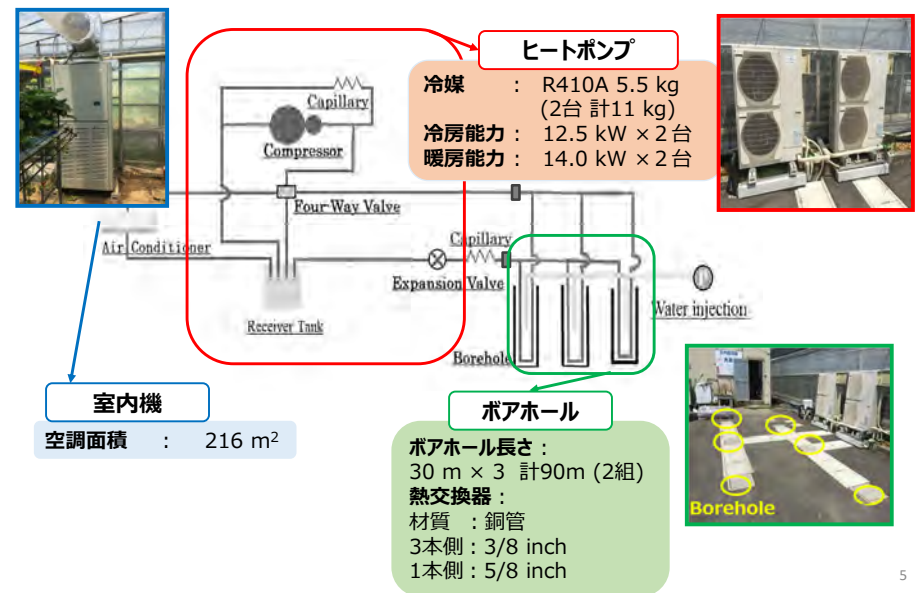 ヒートポンプ
冷媒 : R410A 5.5 kg
(2台 計11 kg)
冷房能力 : 12.5 kW ×2台
暖房能力 : 14.0 kW ×2台
Capillary
Compressor
Four-Way Valve
Air Conditioner
Capillary
Expansion Valve
Water injection
Receiver Tank
Borehole
室内機
空調面積 : 216 m²
ボアホール
ボアホール長さ:
30 m × 3 計90m (2組)
熱交換器:
材質 :銅管
3本側:3/8 inch
1本側:5/8 inch
Borehole
5